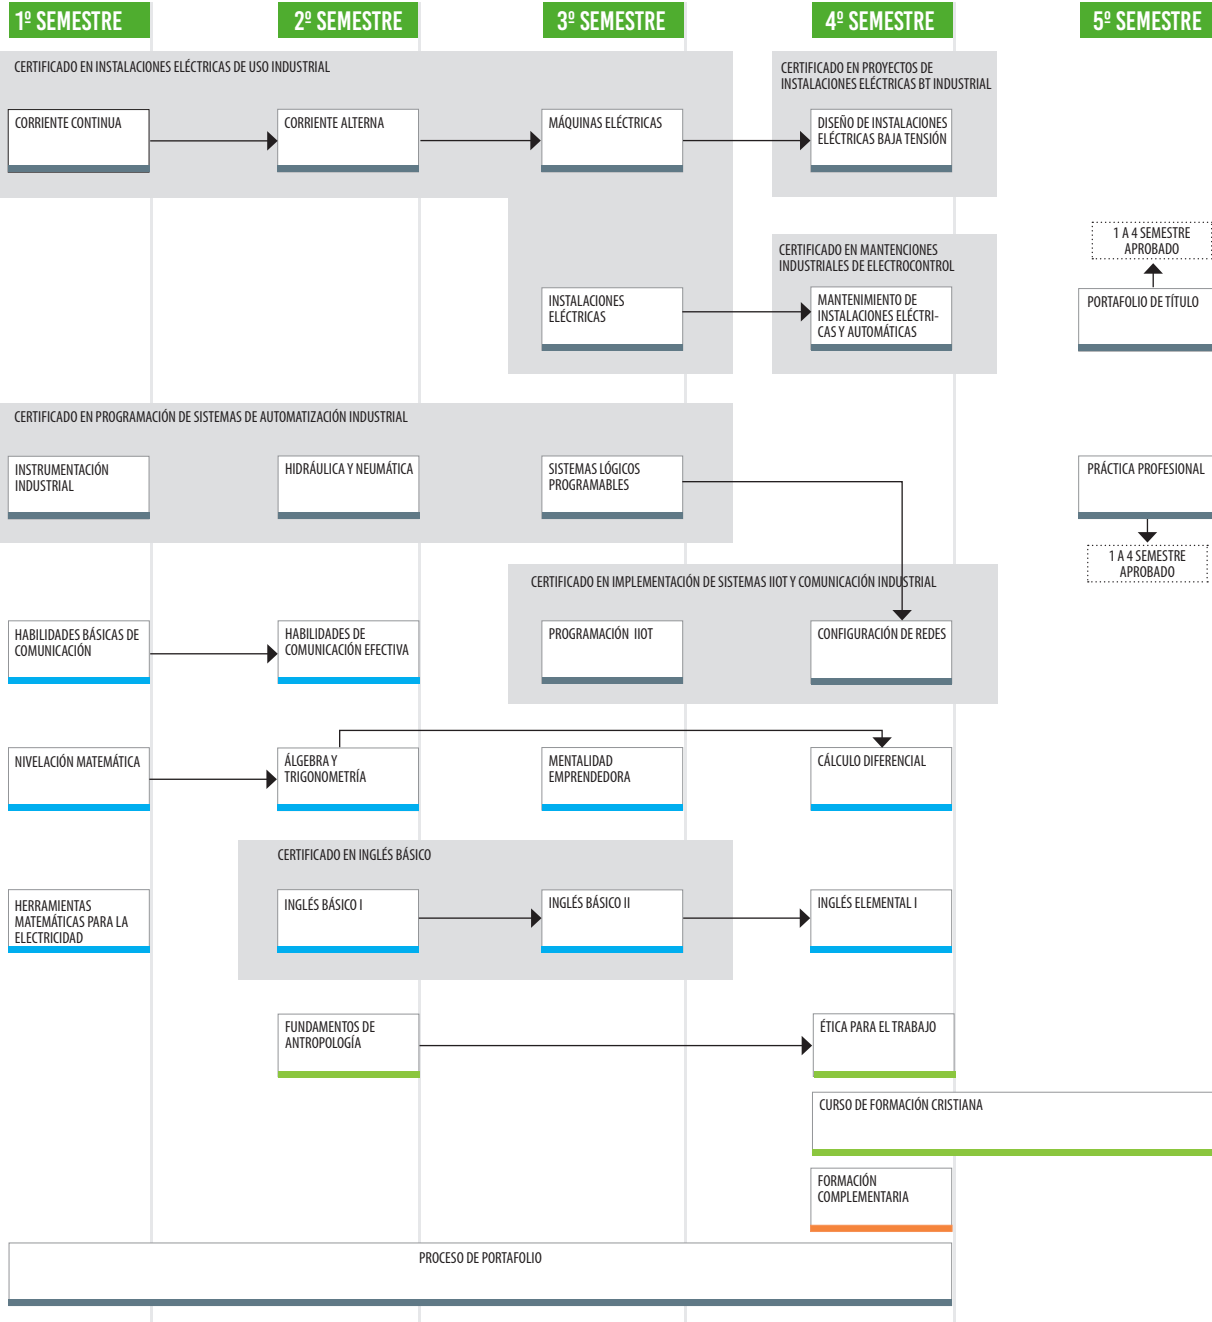 1º SEMESTRE
2º SEMESTRE
3º SEMESTRE
4º SEMESTRE
5º SEMESTRE
CERTIFICADO EN INSTALACIONES ELÉCTRICAS DE USO INDUSTRIAL
CERTIFICADO EN PROYECTOS DE
INSTALACIONES ELÉCTRICAS BT INDUSTRIAL
CORRIENTE CONTINUA
CORRIENTE ALTERNA
MÁQUINAS ELÉCTRICAS
DISEÑO DE INSTALACIONES
ELÉCTRICAS BAJA TENSIÓN
1 A 4 SEMESTRE
APROBADO
CERTIFICADO EN MANTENCIONES
INDUSTRIALES DE ELECTROCONTROL
INSTALACIONES
ELÉCTRICAS
MANTENIMIENTO DE
INSTALACIONES ELÉCTRI-
CAS Y AUTOMÁTICAS
PORTAFOLIO DE TÍTULO
CERTIFICADO EN PROGRAMACIÓN DE SISTEMAS DE AUTOMATIZACIÓN INDUSTRIAL
INSTRUMENTACIÓN
INDUSTRIAL
HIDRÁULICA Y NEUMÁTICA
SISTEMAS LÓGICOS
PROGRAMABLES
PRÁCTICA PROFESIONAL
1 A 4 SEMESTRE
APROBADO
CERTIFICADO EN IMPLEMENTACIÓN DE SISTEMAS IIOT Y COMUNICACIÓN INDUSTRIAL
HABILIDADES BÁSICAS DE
COMUNICACIÓN
HABILIDADES DE
COMUNICACIÓN EFECTIVA
PROGRAMACIÓN IIOT
CONFIGURACIÓN DE REDES
NIVELACIÓN MATEMÁTICA
ÁLGEBRA Y
TRIGONOMETRÍA
MENTALIDAD
EMPRENDEDORA
CÁLCULO DIFERENCIAL
CERTIFICADO EN INGLÉS BÁSICO
HERRAMIENTAS
MATEMÁTICAS PARA LA
ELECTRICIDAD
INGLÉS BÁSICO I
INGLÉS BÁSICO II
INGLÉS ELEMENTAL I
FUNDAMENTOS DE
ANTROPOLOGÍA
ÉTICA PARA EL TRABAJO
CURSO DE FORMACIÓN CRISTIANA
FORMACIÓN
COMPLEMENTARIA
PROCESO DE PORTAFOLIO